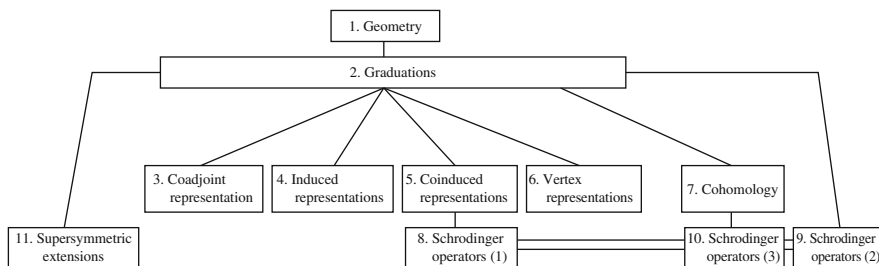 1. Geometry
2. Graduations
3. Coadjoint
representation
4. Induced
representations
5. Coinduced
representations
6. Vertex
representations
7. Cohomology
11. Supersymmetric
extensions
8. Schrodinger
operators (1)
10. Schrodinger
operators (3)
9. Schrodinger
operators (2)